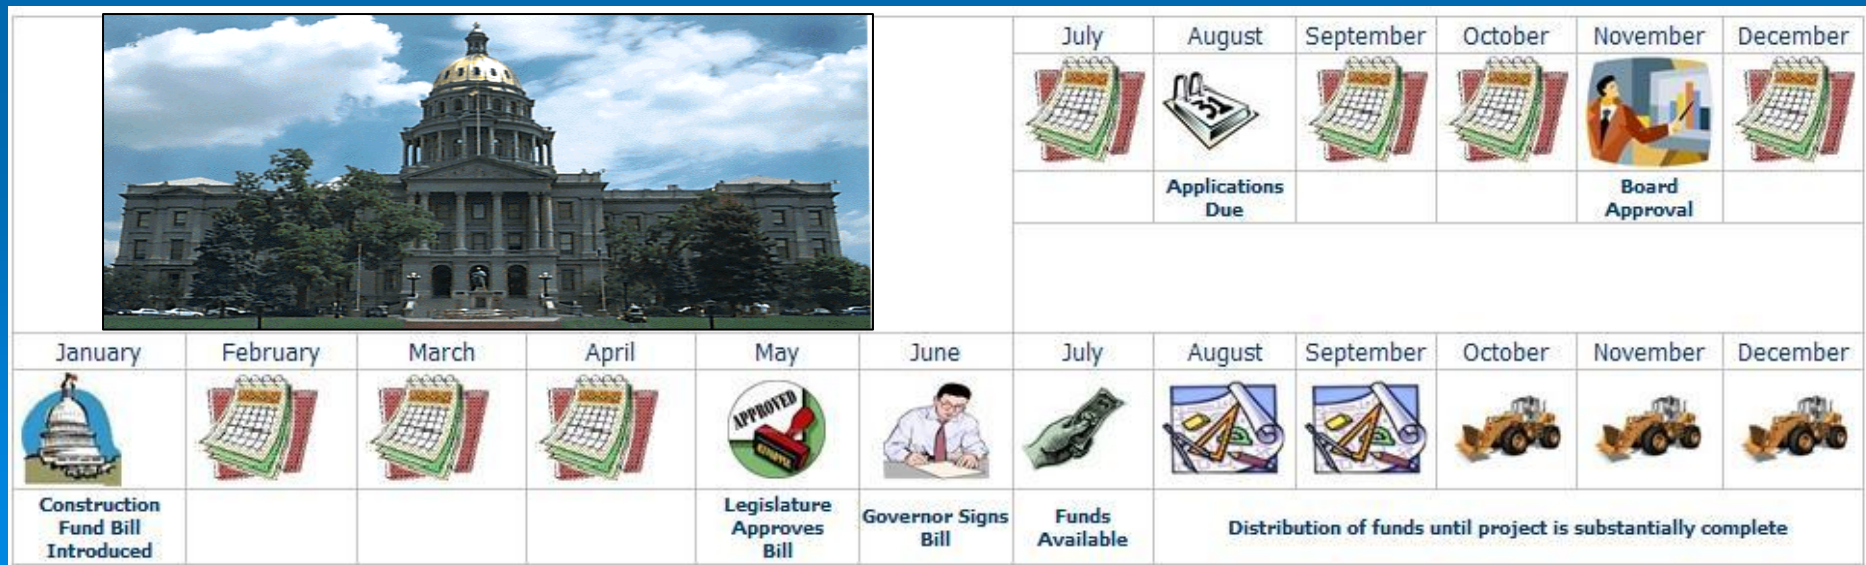 July August September October November December
31
Applications
Due
Board
Approval
January February March April May June July August September October November December
APPROVED
Construction
Fund Bill
Introduced
Legislature
Approves
Bill
Governor Signs
Bill
Funds
Available
Distribution of funds until project is substantially complete